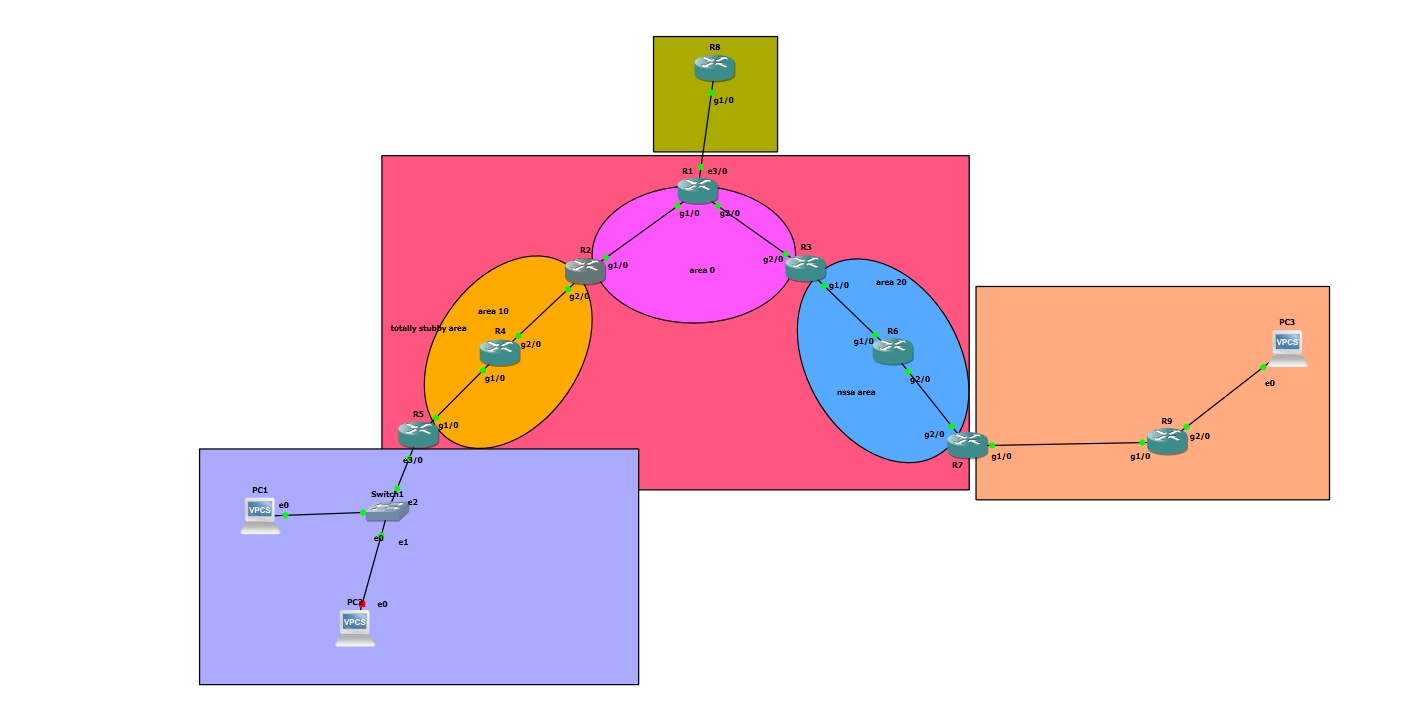 R8
g1/0
R1 e3/0
g1/0 g2/0
R2
g1/0
g2/0
R3
g2/0
g1/0
area 0
area 10
totally stubby area
R4
g2/0
g1/0
area 20
R6
g1/0
g2/0
nssa area
R5
g1/0
e3/0
R7
g2/0
g1/0
R9
g1/0
g2/0
PC3
VPCS
e0
Switch1
e2
e0
e1
PC1
VPCS
e0
PC2
VPCS
e0